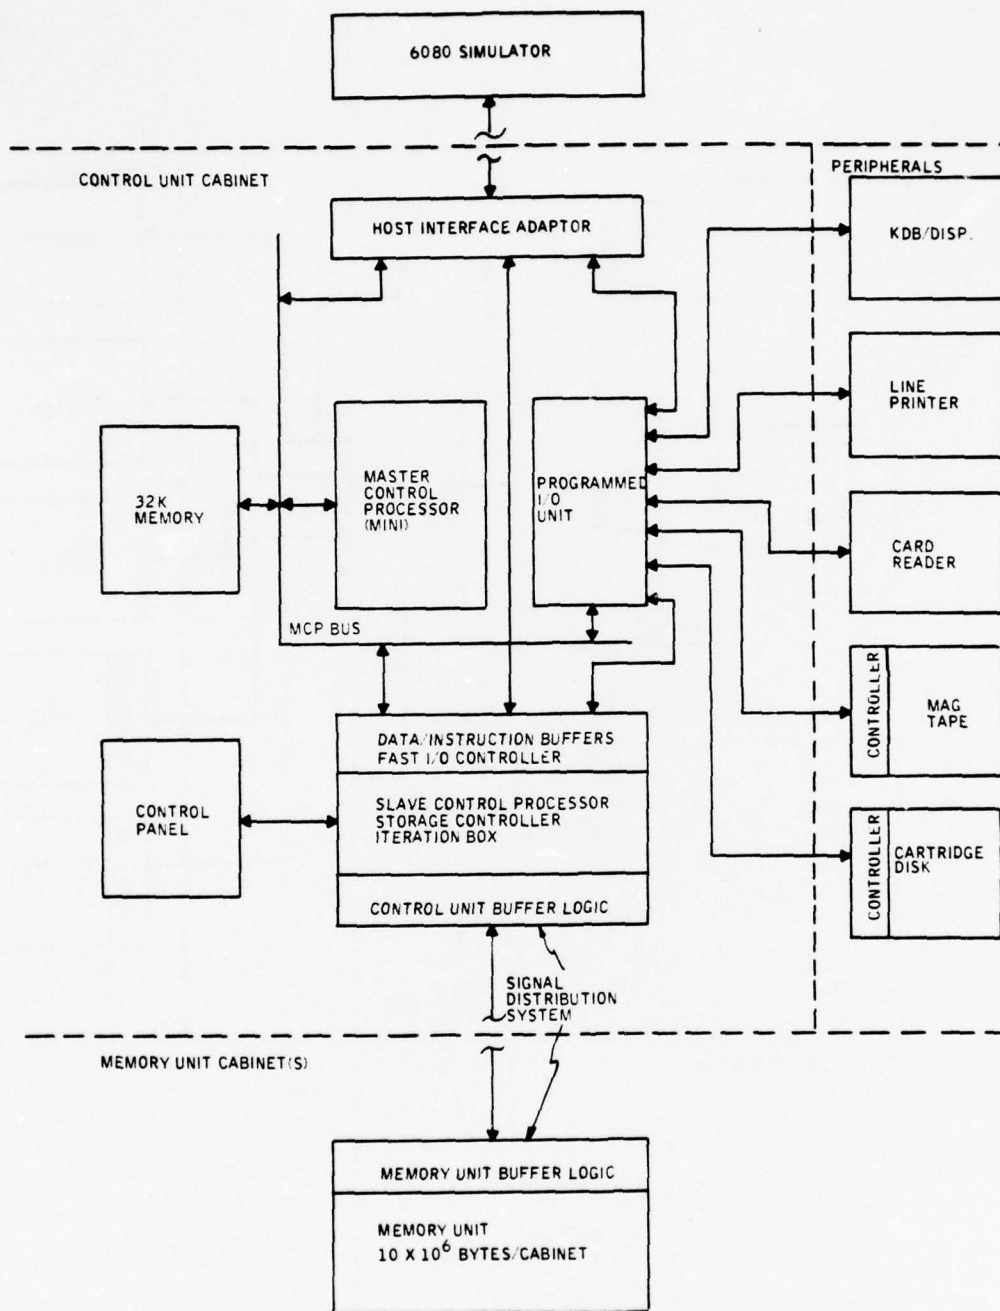 6080 SIMULATOR
CONTROL UNIT CABINET
PERIPHERALS
HOST INTERFACE ADAPTOR
KDB/DISP.
LINE
PRINTER
32K
MEMORY
MASTER
CONTROL
PROCESSOR
(MINI)
PROGRAMMED
I/O
UNIT
CARD
READER
MCP BUS
CONTROLLER
MAG
TAPE
DATA/INSTRUCTION BUFFERS
FAST I/O CONTROLLER
CONTROL
PANEL
SLAVE CONTROL PROCESSOR
STORAGE CONTROLLER
ITERATION BOX
CONTROLLER
CARTRIDGE
DISK
CONTROL UNIT BUFFER LOGIC
SIGNAL
DISTRIBUTION
SYSTEM
MEMORY UNIT CABINET(S)
MEMORY UNIT BUFFER LOGIC
MEMORY UNIT
10 X 10⁶ BYTES/CABINET